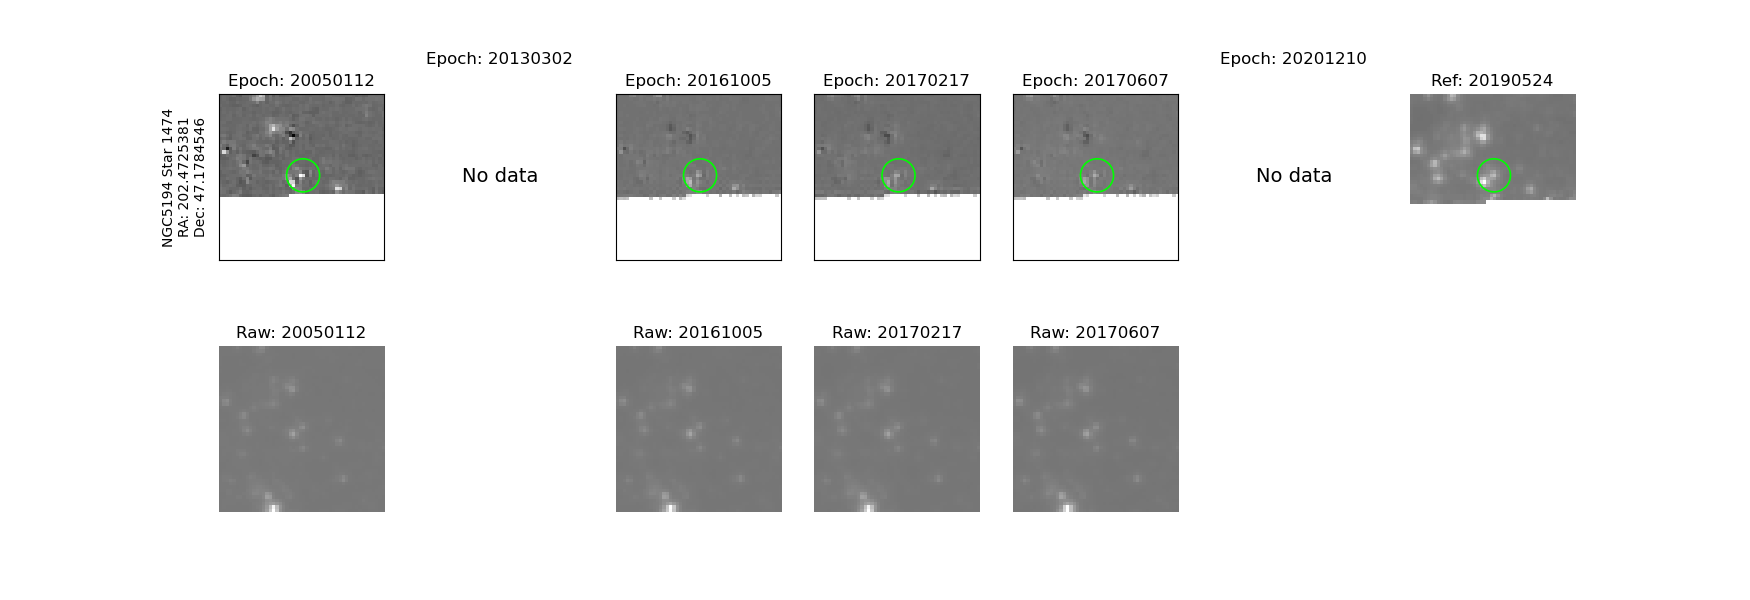 Epoch: 20130302
Epoch: 20201210
Epoch: 20050112
Epoch: 20161005
Epoch: 20170217
Epoch: 20170607
Ref: 20190524
NGC5194 Star 1474
RA: 202.4725381
Dec: 47.1784546
No data
No data
Raw: 20050112
Raw: 20161005
Raw: 20170217
Raw: 20170607